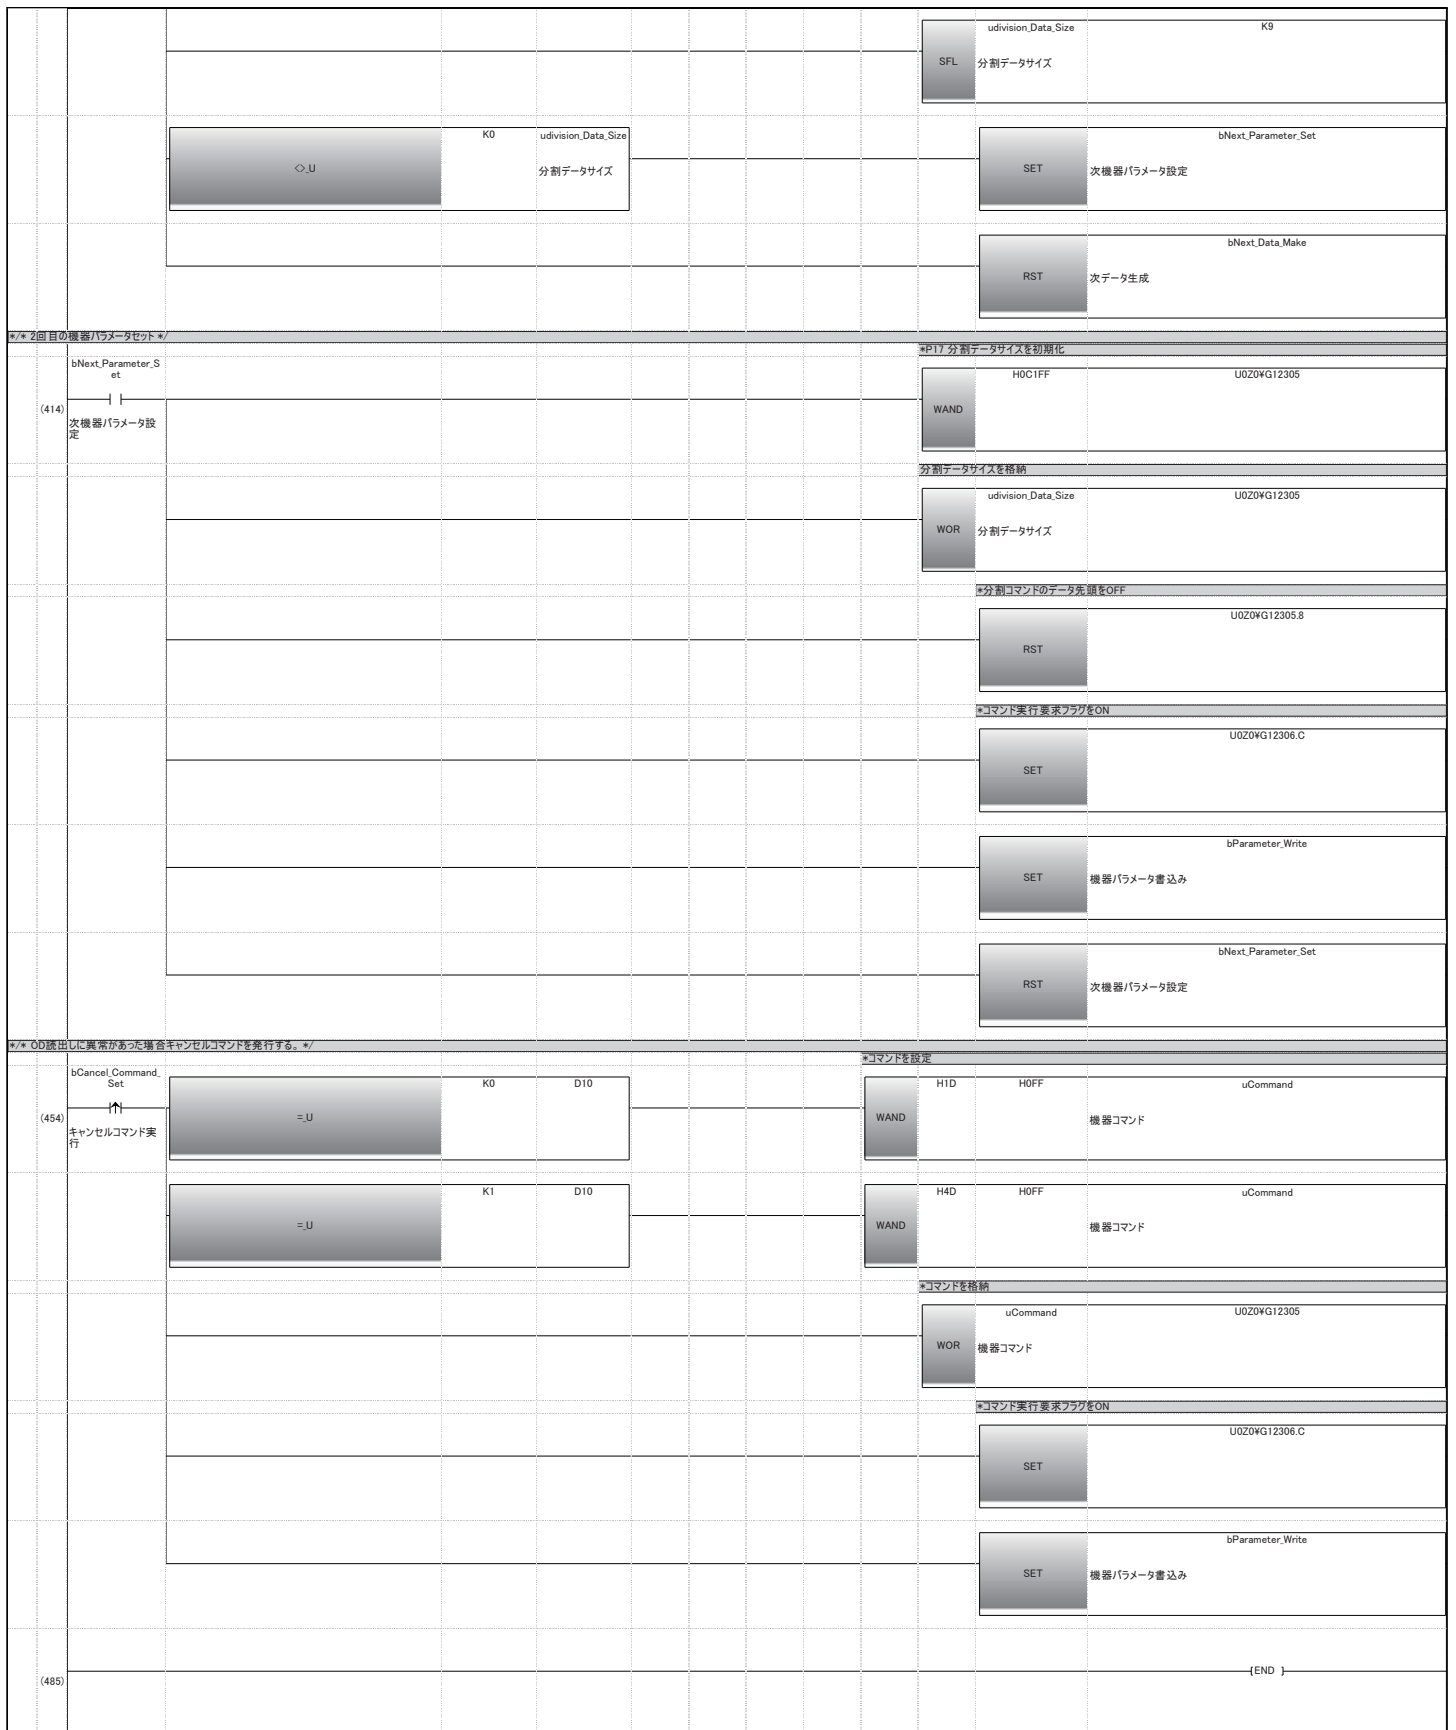 udivision_Data_Size K9
SFL 分割データサイズ
K0 udivision_Data_Size bNext_Parameter_Set
<>_U 分割データサイズ SET 次機器パラメータ設定
bNext_Data_Make
RST 次データ生成
*/* 2回目の機器パラメータセット */
*P17 分割データサイズを初期化
bNext_Parameter_S
et
H0C1FF U0Z0¥G12305
(414) WAND
次機器パラメータ設
定
分割データサイズを格納
udivision_Data_Size U0Z0¥G12305
WOR 分割データサイズ
*分割コマンドのデータ先頭をOFF
U0Z0¥G12305.8
RST
*コマンド実行要求フラグをON
U0Z0¥G12306.C
SET
bParameter_Write
SET 機器パラメータ書込み
bNext_Parameter_Set
RST 次機器パラメータ設定
*/* OD読出しに異常があった場合キャンセルコマンドを発行する。 */
*コマンドを設定
bCancel_Command_
Set
K0 D10 H1D H0FF uCommand
(454) =_U WAND 機器コマンド
キャンセルコマンド実
行
K1 D10 H4D H0FF uCommand
=_U WAND 機器コマンド
*コマンドを格納
uCommand U0Z0¥G12305
WOR 機器コマンド
*コマンド実行要求フラグをON
U0Z0¥G12306.C
SET
bParameter_Write
SET 機器パラメータ書込み
(485) [END ]